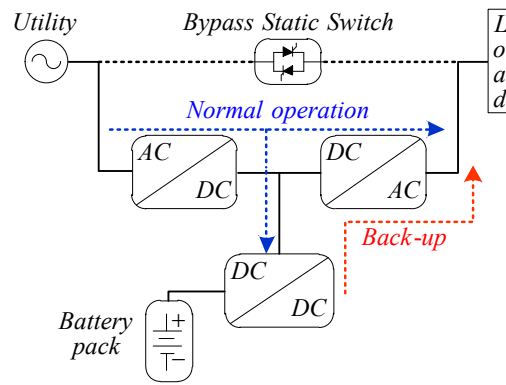 Utility
Bypass Static Switch
L
o
a
d
Normal operation
AC
DC
DC
AC
Back-up
DC
DC
Battery
pack
+
−